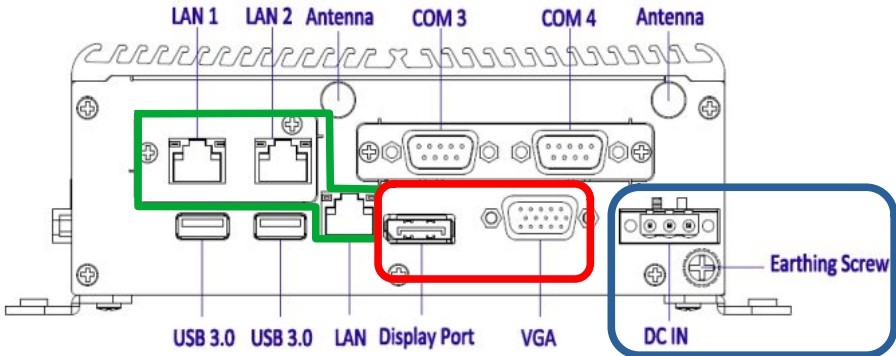 LAN 1 LAN 2 Antenna COM 3 COM 4 Antenna
Earthing Screw
USB 3.0 USB 3.0 LAN Display Port VGA DC IN